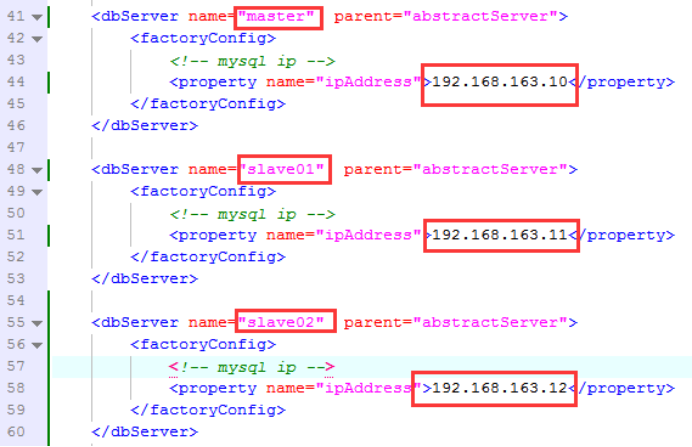 41 <dbServer name="master" parent="abstractServer">
42 <factoryConfig>
43 <!-- mysql ip -->
44 <property name="ipAddress">192.168.163.10</property>
45 </factoryConfig>
46 </dbServer>
47
48 <dbServer name="slave01" parent="abstractServer">
49 <factoryConfig>
50 <!-- mysql ip -->
51 <property name="ipAddress">192.168.163.11</property>
52 </factoryConfig>
53 </dbServer>
54
55 <dbServer name="slave02" parent="abstractServer">
56 <factoryConfig>
57 <!-- mysql ip -->
58 <property name="ipAddress">192.168.163.12</property>
59 </factoryConfig>
60 </dbServer>